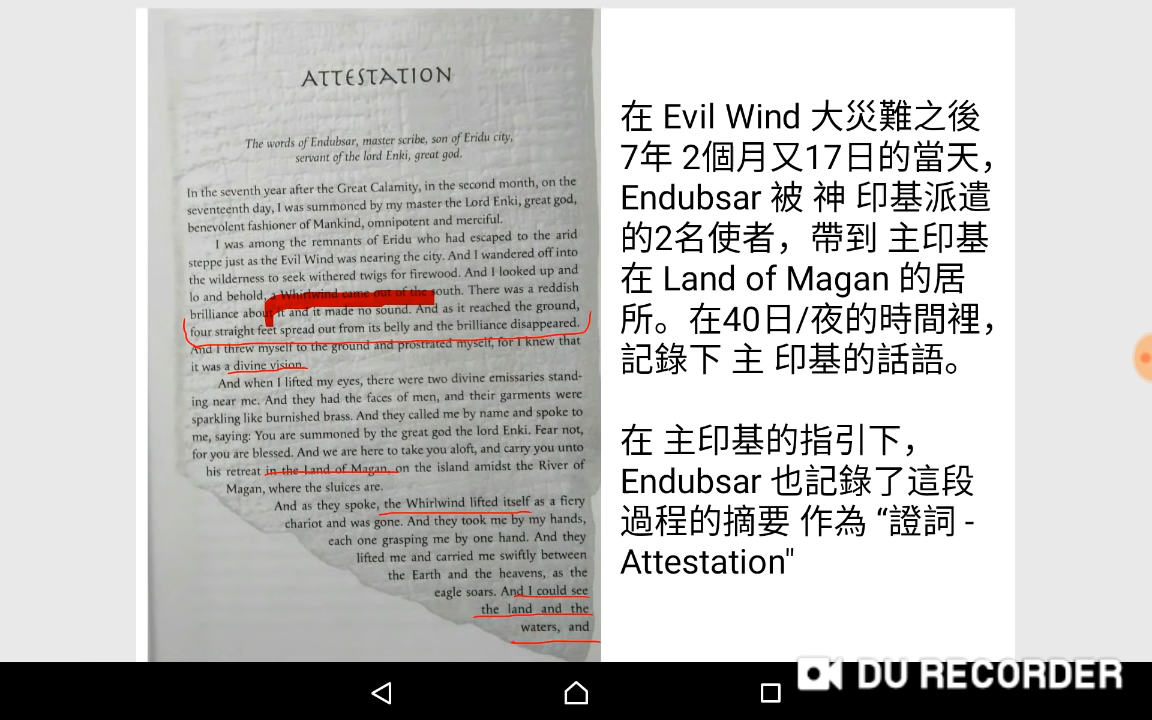 ATTESTATION
The words of Endubsar, master scribe, son of Eridu city,
servant of the lord Enki, great god.
In the seventh year after the Great Calamity, in the second month, on the
seventeenth day, I was summoned by my master the Lord Enki, great god,
benevolent fashioner of Mankind, omnipotent and merciful.
I was among the remnants of Eridu who had escaped to the arid
steppe just as the Evil Wind was nearing the city. And I wandered off into
the wilderness to seek withered twigs for firewood. And I looked up and
lo and behold, a Whirlwind came out of the south. There was a reddish
brilliance about it and it made no sound. And as it reached the ground,
four straight feet spread out from its belly and the brilliance disappeared.
And I threw myself to the ground and prostrated myself, for I knew that
it was a divine vision.
And when I lifted my eyes, there were two divine emissaries stand-
ing near me. And they had the faces of men, and their garments were
sparkling like burnished brass. And they called me by name and spoke to
me, saying: You are summoned by the great god the lord Enki. Fear not,
for you are blessed. And we are here to take you aloft, and carry you unto
his retreat in the Land of Magan, on the island amidst the River of
Magan, where the sluices are.
And as they spoke, the Whirlwind lifted itself as a fiery
chariot and was gone. And they took me by my hands,
each one grasping me by one hand. And they
lifted me and carried me swiftly between
the Earth and the heavens, as the
eagle soars. And I could see
the land and the
waters, and
在 Evil Wind 大災難之後
7年 2個月又17日的當天，
Endubsar 被 神 印基派遣
的2名使者，帶到 主印基
在 Land of Magan 的居
所。在40日/夜的時間裡，
記錄下 主 印基的話語。
在 主印基的指引下，
Endubsar 也記錄了這段
過程的摘要 作為 “證詞 -
Attestation"
DU RECORDER